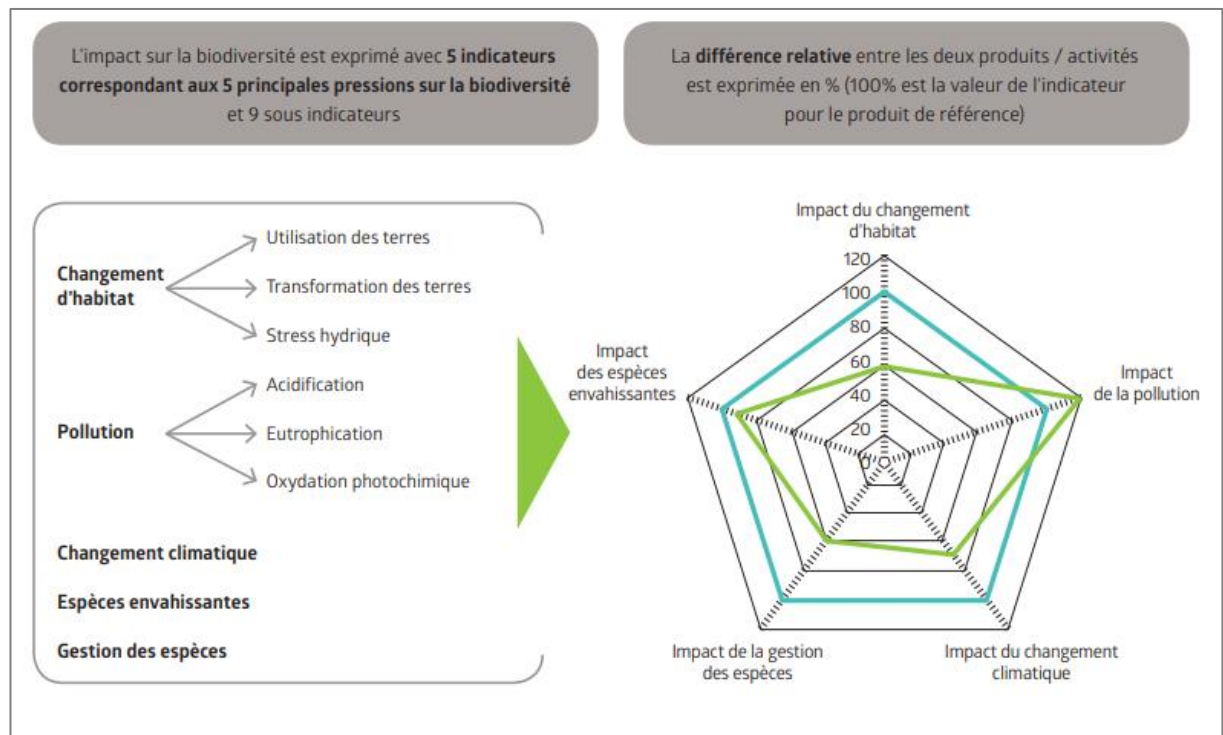 L'impact sur la biodiversité est exprimé avec 5 indicateurs
correspondant aux 5 principales pressions sur la biodiversité
et 9 sous indicateurs
La différence relative entre les deux produits / activités
est exprimée en % (100% est la valeur de l'indicateur
pour le produit de référence)
Changement
d'habitat
Utilisation des terres
Transformation des terres
Stress hydrique
Pollution
Acidification
Eutrophication
Oxydation photochimique
Changement climatique
Espèces envahissantes
Gestion des espèces
Impact du changement
d'habitat
120
100
80
60
40
20
0
Impact
des espèces
envahissantes
Impact
de la pollution
Impact de la gestion
des espèces
Impact du changement
climatique